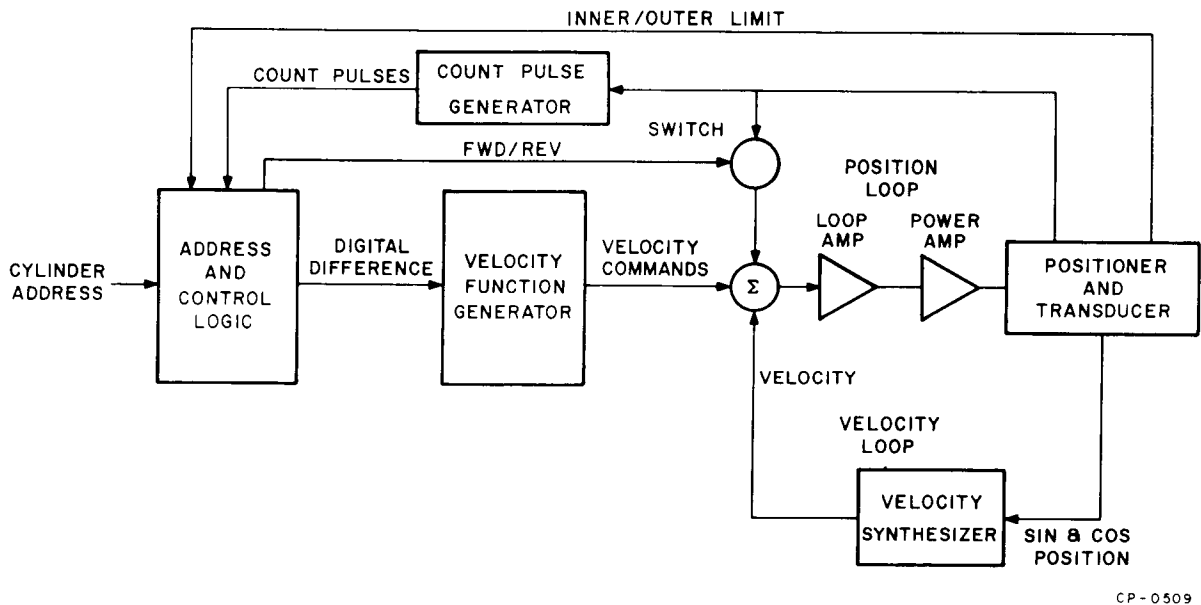 INNER/OUTER LIMIT
COUNT PULSES
COUNT PULSE
GENERATOR
SWITCH
FWD/REV
POSITION
LOOP
LOOP
AMP
POWER
AMP
CYLINDER
ADDRESS
ADDRESS
AND
CONTROL
LOGIC
DIGITAL
DIFFERENCE
VELOCITY
FUNCTION
GENERATOR
VELOCITY
COMMANDS
Σ
POSITIONER
AND
TRANSDUCER
VELOCITY
VELOCITY
LOOP
VELOCITY
SYNTHESIZER
SIN & COS
POSITION
CP-0509